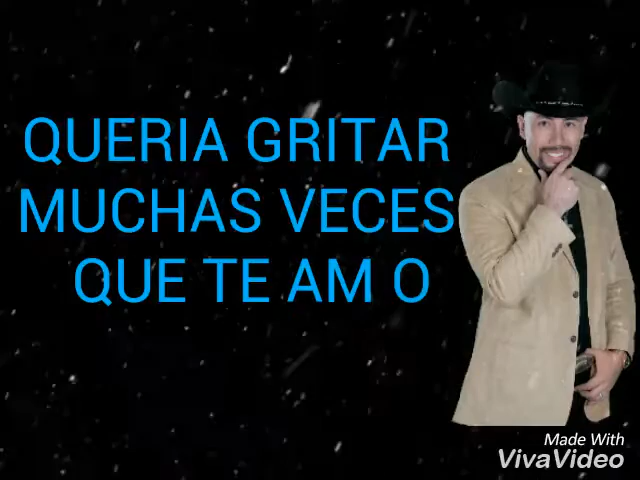 QUERIA GRITAR
MUCHAS VECES
QUE TE AM O
Made With
VivaVideo